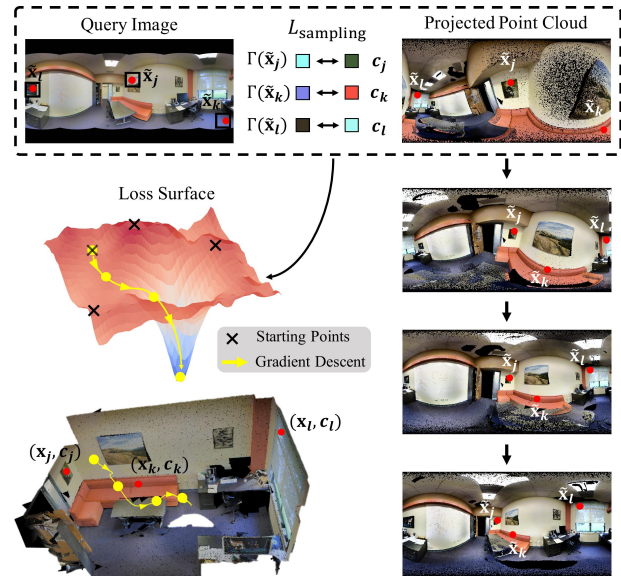 Query Image
L_sampling
Projected Point Cloud
x̃_l
x̃_j
x̃_k
Γ(x̃_j) ↔ c_j
Γ(x̃_k) ↔ c_k
Γ(x̃_l) ↔ c_l
x̃_l
x̃_j
x̃_k
Loss Surface
x̃_j
x̃_l
x̃_k
Starting Points
Gradient Descent
x̃_j
x̃_l
x̃_k
(x_l, c_l)
(x_j, c_j)
(x_k, c_k)
x̃_j
x̃_l
x̃_k